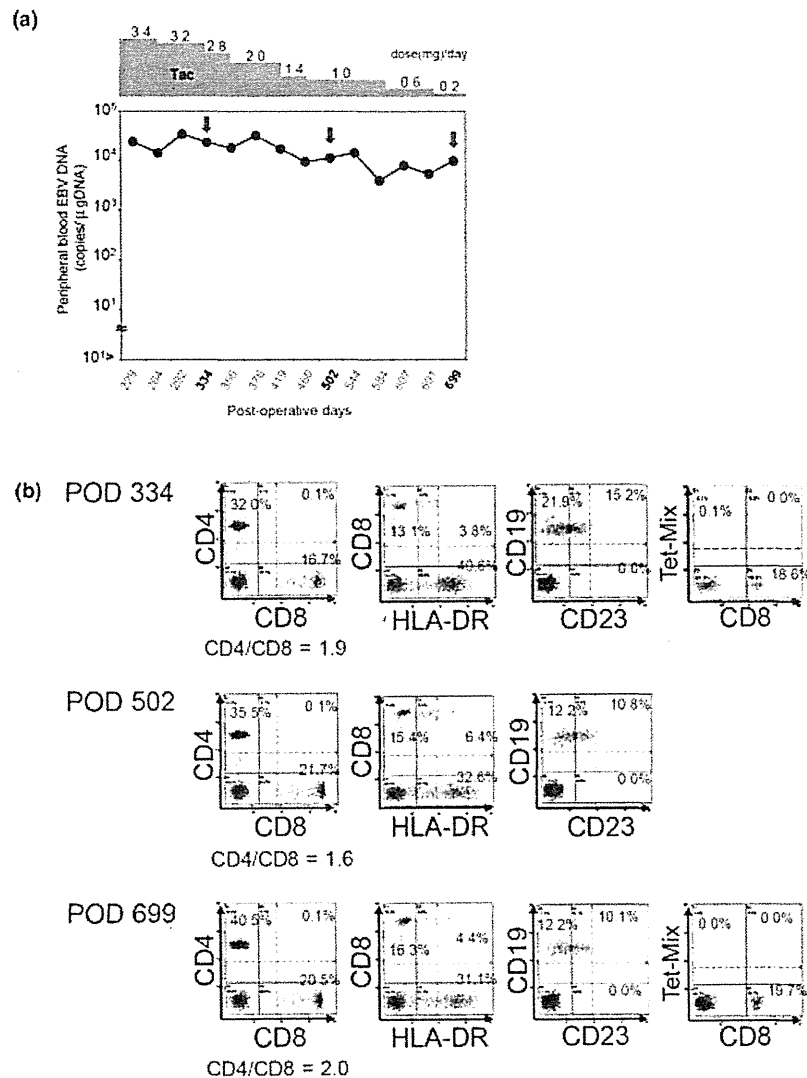 (a)
3 4
3 2
2 8
2 0
1 4
1 0
0 6
0 2
dose(mg)/day
Tac
Peripheral blood EBV DNA
(copies/μgDNA)
10⁵
10⁴
10³
10²
10¹
10¹>
334
502
544
699
Post-operative days
(b) POD 334
CD4
32.0%
0.1%
16.7%
CD8
CD4/CD8 = 1.9
CD8
13.1%
3.8%
40.6%
HLA-DR
CD19
21.9%
15.2%
0.0%
CD23
Tet-Mix
0.1%
0.0%
18.6%
CD8
POD 502
CD4
35.5%
0.1%
21.7%
CD8
CD4/CD8 = 1.6
CD8
15.4%
6.4%
32.6%
HLA-DR
CD19
12.2%
10.8%
0.0%
CD23
POD 699
CD4
40.5%
0.1%
20.5%
CD8
CD4/CD8 = 2.0
CD8
16.3%
4.4%
31.1%
HLA-DR
CD19
12.2%
10.1%
0.0%
CD23
Tet-Mix
0.0%
0.0%
19.7%
CD8